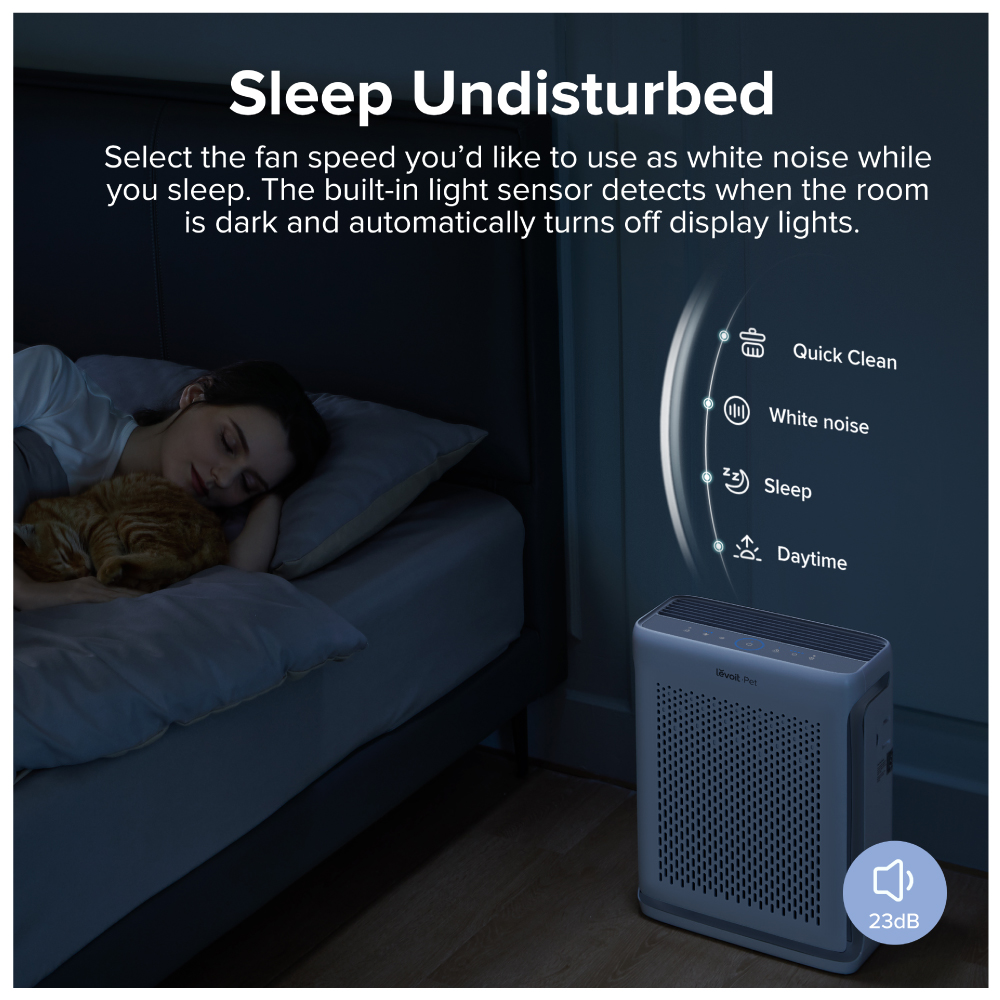 Sleep Undisturbed
Select the fan speed you’d like to use as white noise while
you sleep. The built-in light sensor detects when the room
is dark and automatically turns off display lights.
Quick Clean
White noise
zz
Sleep
Daytime
levoit Pet
23dB